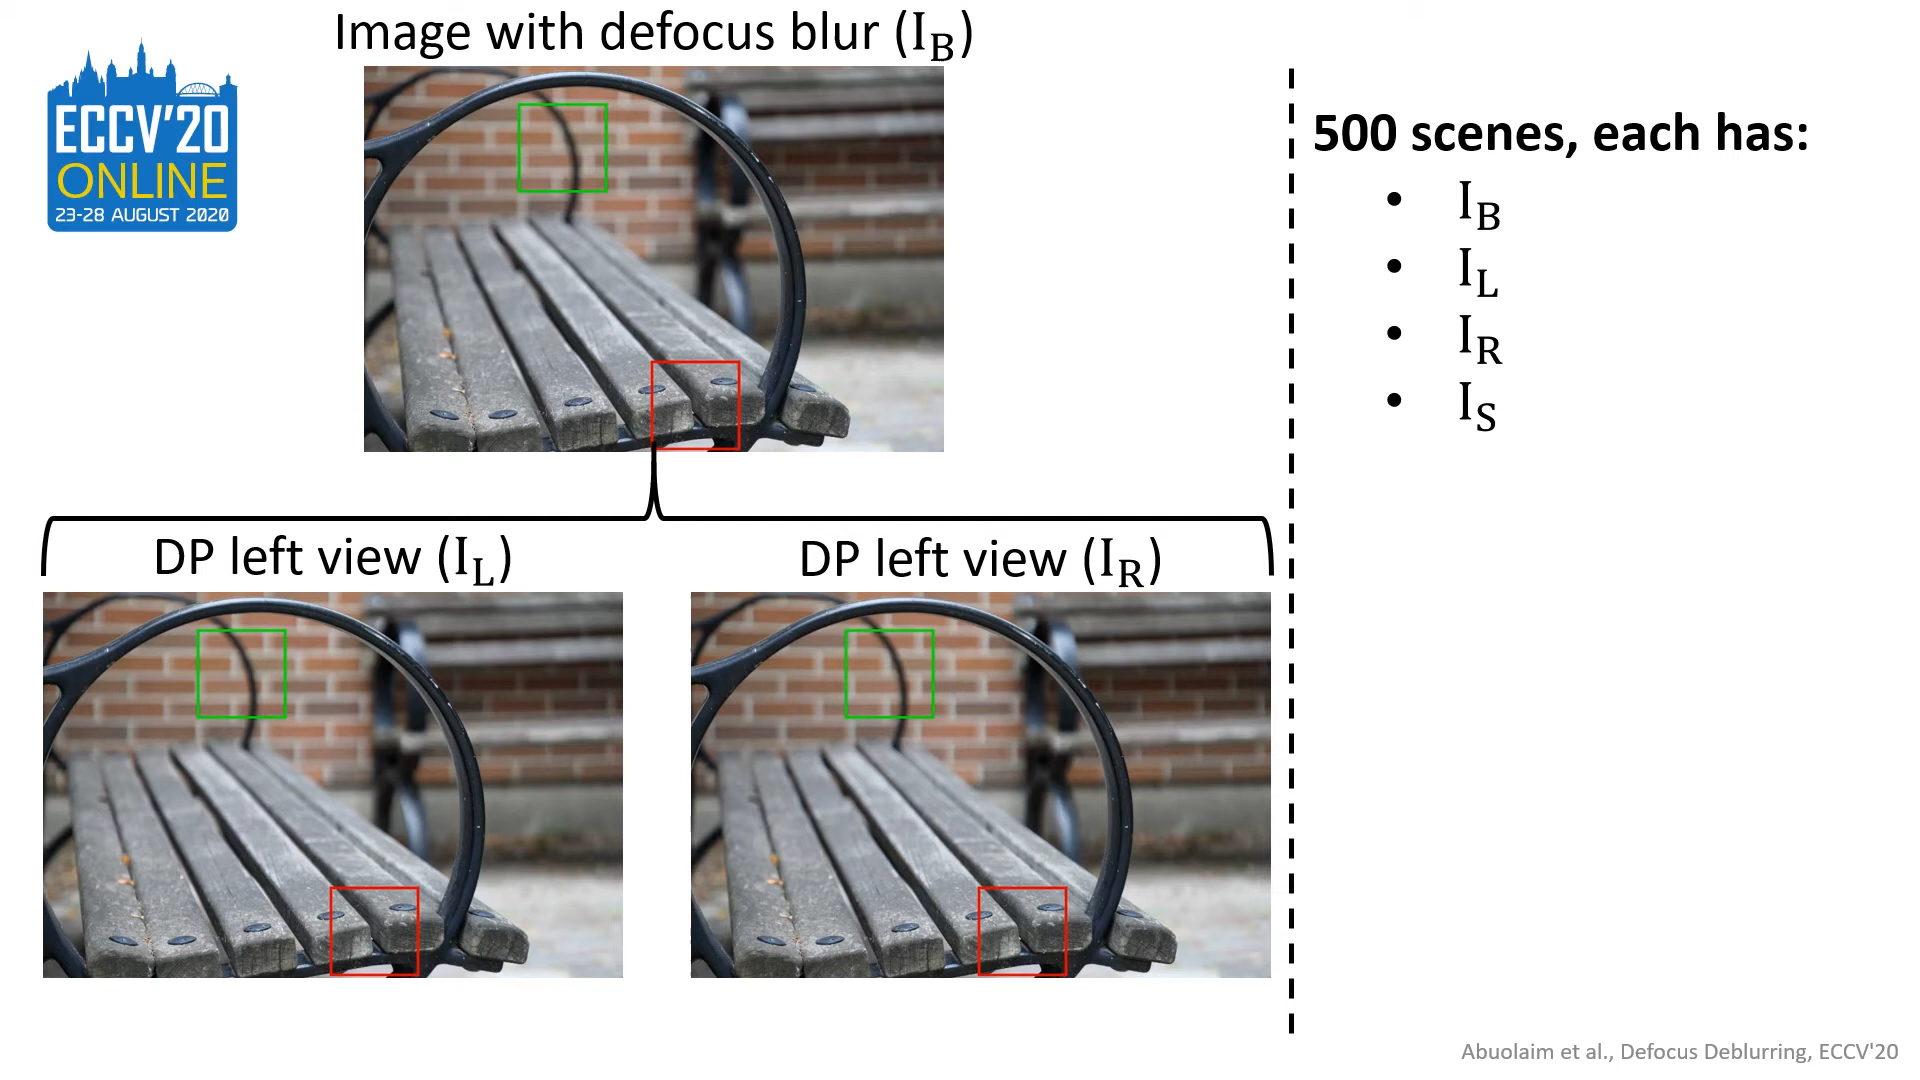 Image with defocus blur (I_B)
ECCV'20
ONLINE
23-28 AUGUST 2020
DP left view (I_L)
DP left view (I_R)
500 scenes, each has:
• I_B
• I_L
• I_R
• I_S
Abuolaim et al., Defocus Deblurring, ECCV'20